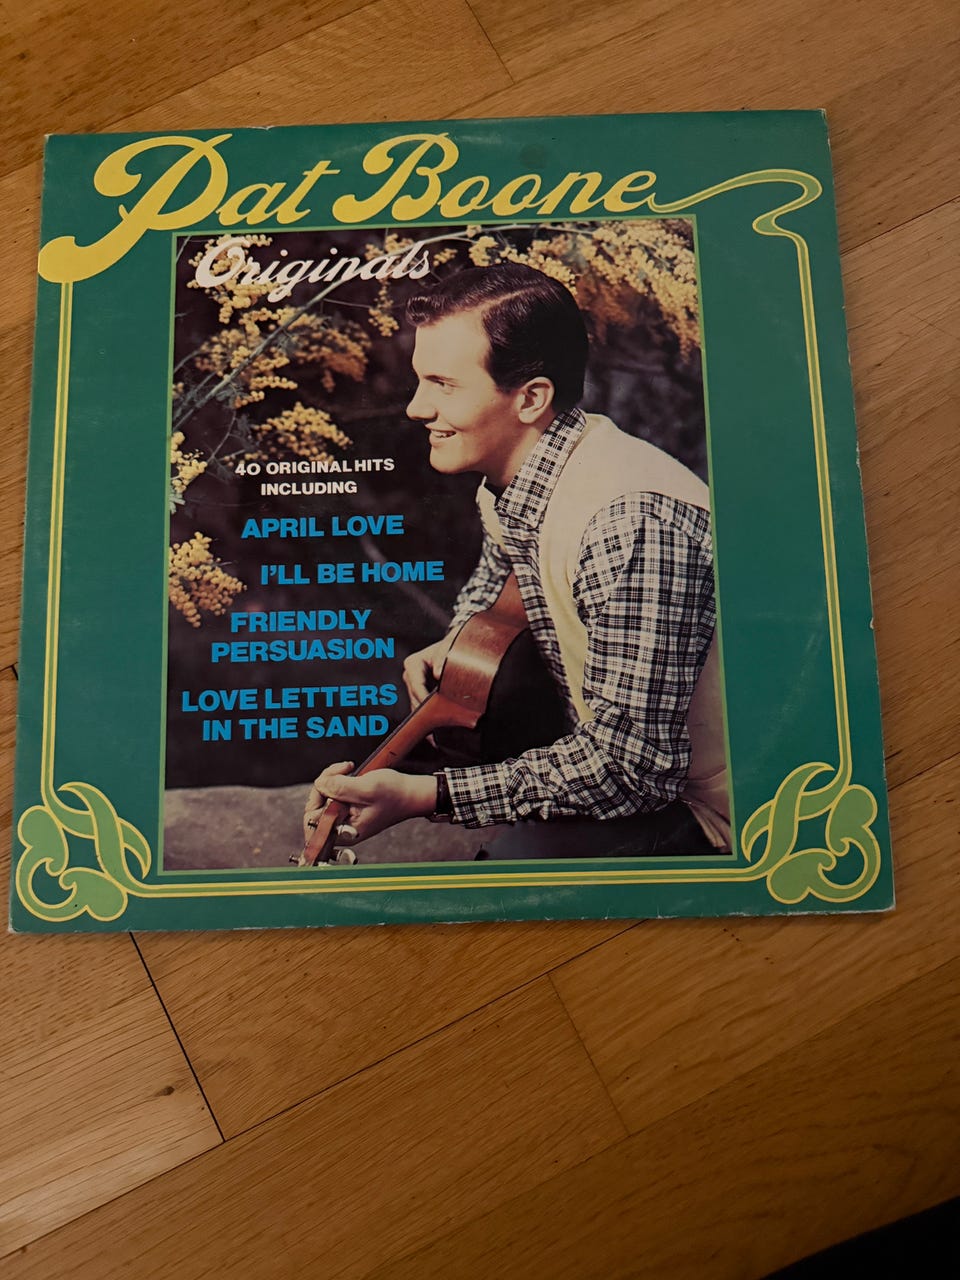 Pat Boone
Originals
40 ORIGINAL HITS
INCLUDING
APRIL LOVE
I'LL BE HOME
FRIENDLY
PERSUASION
LOVE LETTERS
IN THE SAND